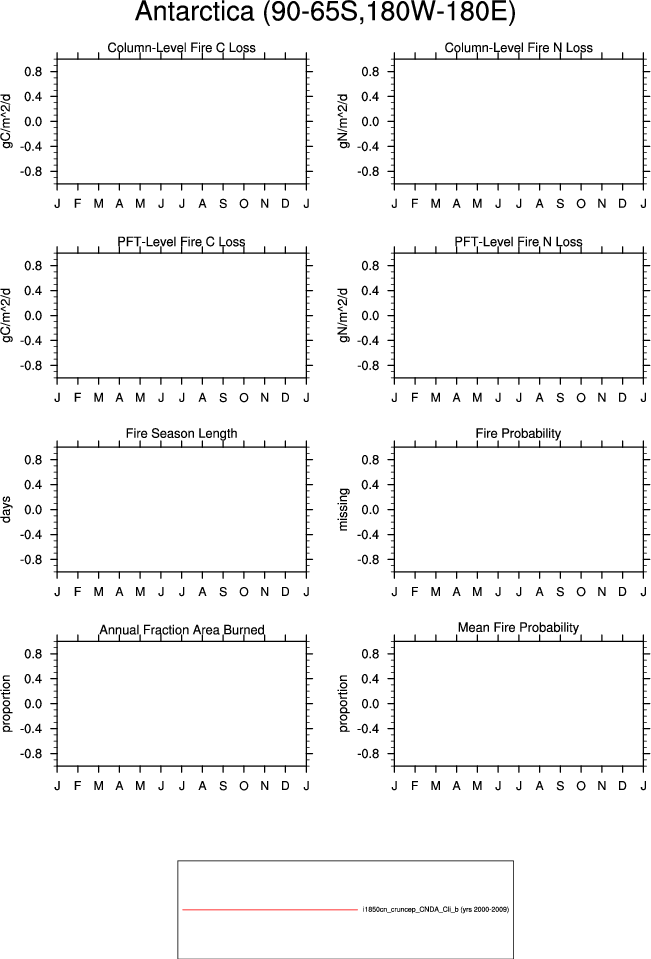 Antarctica (90-65S,180W-180E)
Column-Level Fire C Loss
gC/m^2/d
0.8
0.4
0.0
-0.4
-0.8
J F M A M J J A S O N D J
Column-Level Fire N Loss
gN/m^2/d
0.8
0.4
0.0
-0.4
-0.8
J F M A M J J A S O N D J
PFT-Level Fire C Loss
gC/m^2/d
0.8
0.4
0.0
-0.4
-0.8
J F M A M J J A S O N D J
PFT-Level Fire N Loss
gN/m^2/d
0.8
0.4
0.0
-0.4
-0.8
J F M A M J J A S O N D J
Fire Season Length
days
0.8
0.4
0.0
-0.4
-0.8
J F M A M J J A S O N D J
Fire Probability
missing
0.8
0.4
0.0
-0.4
-0.8
J F M A M J J A S O N D J
Annual Fraction Area Burned
proportion
0.8
0.4
0.0
-0.4
-0.8
J F M A M J J A S O N D J
Mean Fire Probability
proportion
0.8
0.4
0.0
-0.4
-0.8
J F M A M J J A S O N D J
i1850cn_cruncep_CNDA_Cli_b (yrs 2000-2009)